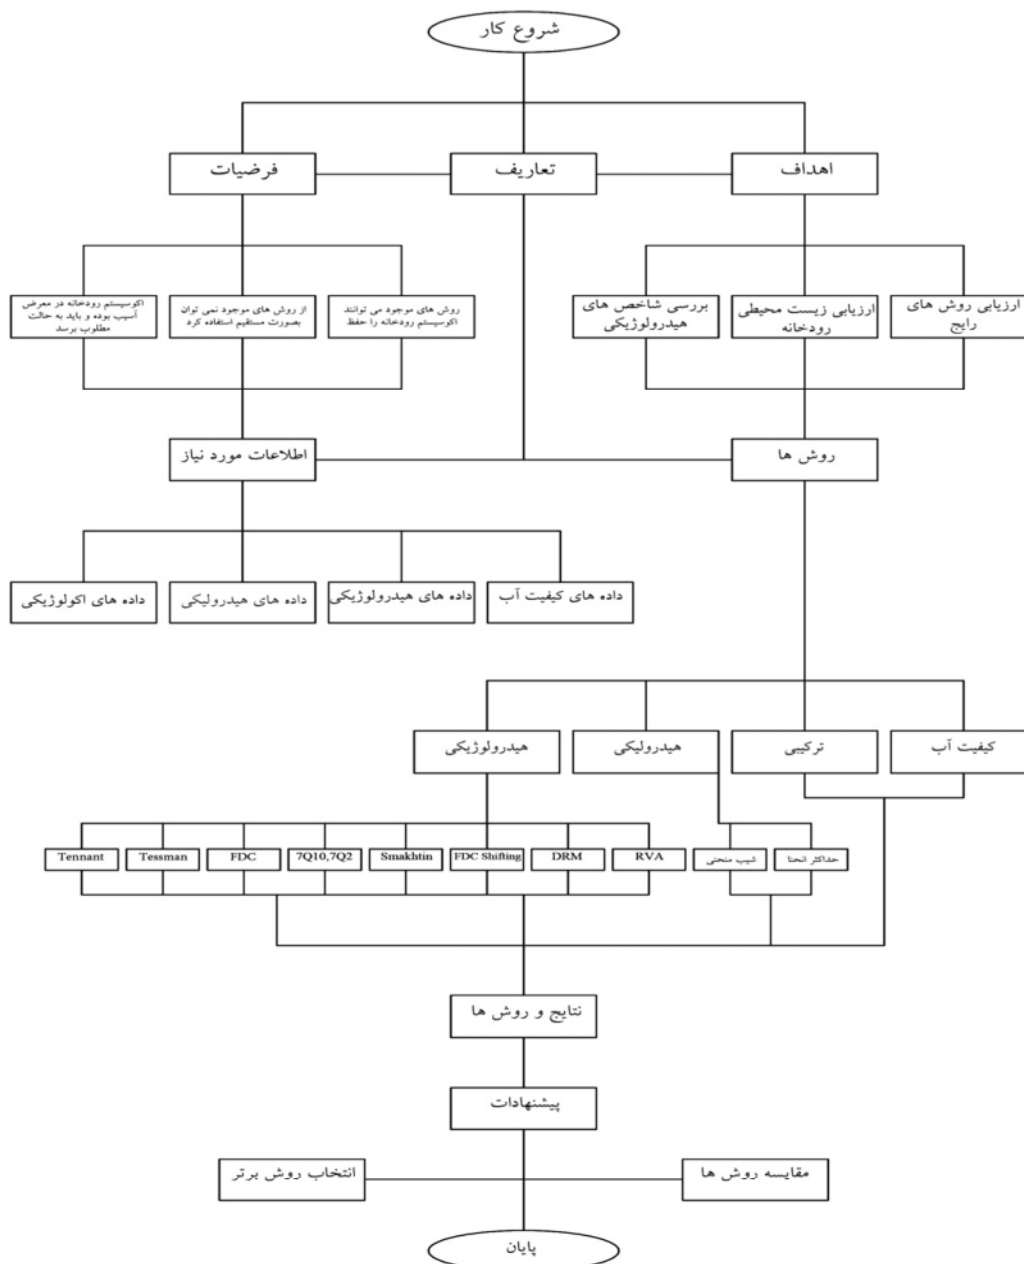 شروع کار
اهداف
تعاریف
فرضیات
ارزیابی روش های
رایج
ارزیابی زیست محیطی
رودخانه
بررسی شاخص های
هیدرولوژیکی
روش های موجود می توانند
اکوسیستم رودخانه را حفظ
از روش های موجود نمی توان
بصورت مستقیم استفاده کرد
اکوسیستم رودخانه در معرض
آسیب بوده و باید به حالت
مطلوب برسد
روش ها
اطلاعات مورد نیاز
داده های کیفیت آب
داده های هیدرولوژیکی
داده های هیدرولیکی
داده های اکولوژیکی
کیفیت آب
ترکیبی
هیدرولیکی
هیدرولوژیکی
حداکثر انحنا
شیب منحنی
RVA
DRM
FDC Shifting
Smakhtin
7Q10,7Q2
FDC
Tessman
Tennant
نتایج و روش ها
پیشنهادات
مقایسه روش ها
انتخاب روش برتر
پایان